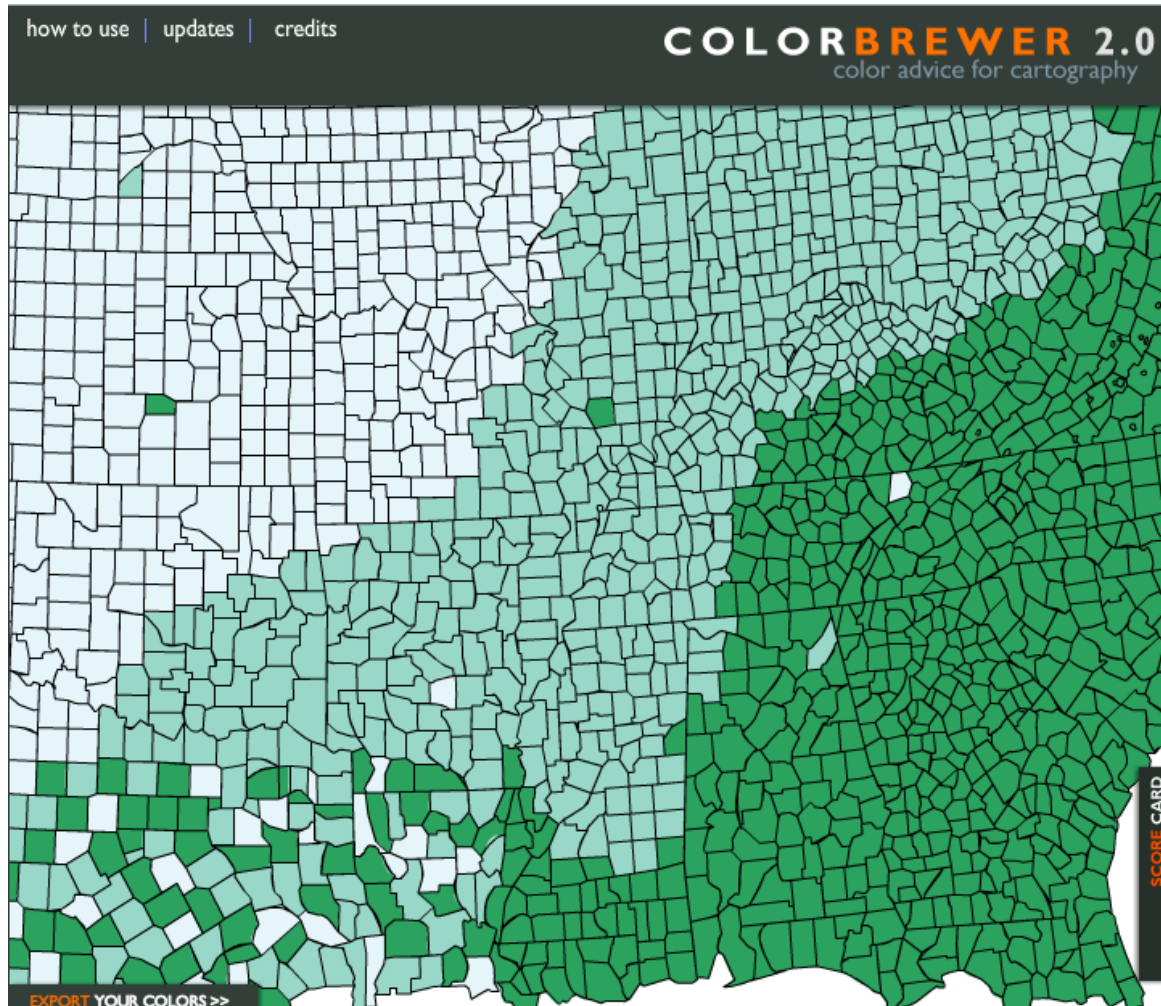 how to use | updates | credits
COLORBREWER 2.0
color advice for cartography
SCORE CARD
EXPORT YOUR COLORS >>